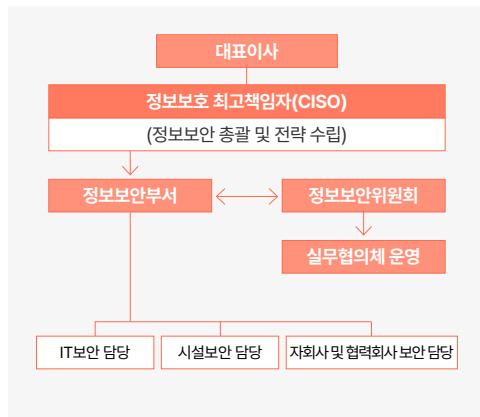 대표이사
정보보호 최고책임자(CISO)
(정보보안 총괄 및 전략 수립)
정보보안부서
정보보안위원회
실무협의체 운영
IT보안 담당
시설보안 담당
자회사 및 협력회사 보안 담당